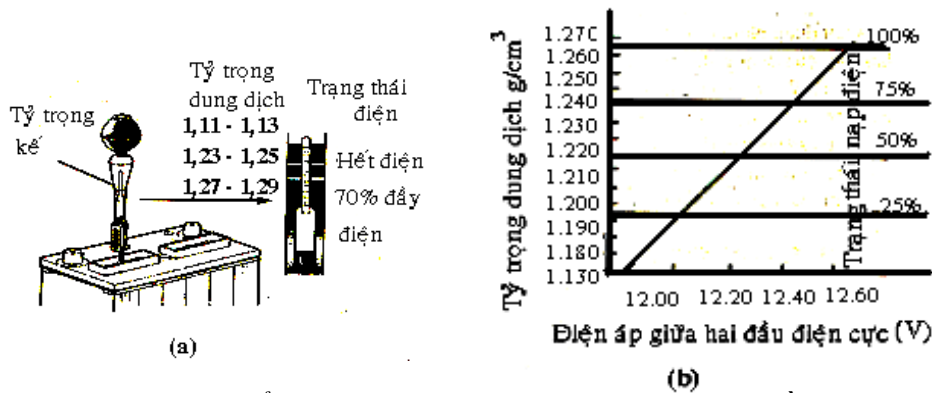 Tỷ trọng
kế
Tỷ trọng
dung dịch
1,11 - 1,13
1,23 - 1,25
1,27 - 1,29
Trạng thái
điện
Hết điện
70% đầy
điện
(a)
Tỷ trọng dung dịch g/cm³
1.270
1.260
1.250
1.240
1.230
1.220
1.210
1.200
1.190
1.180
1.130
100%
75%
50%
25%
Trạng thái nạp điện
12.00 12.20 12.40 12.60
Điện áp giữa hai đầu điện cực (V)
(b)